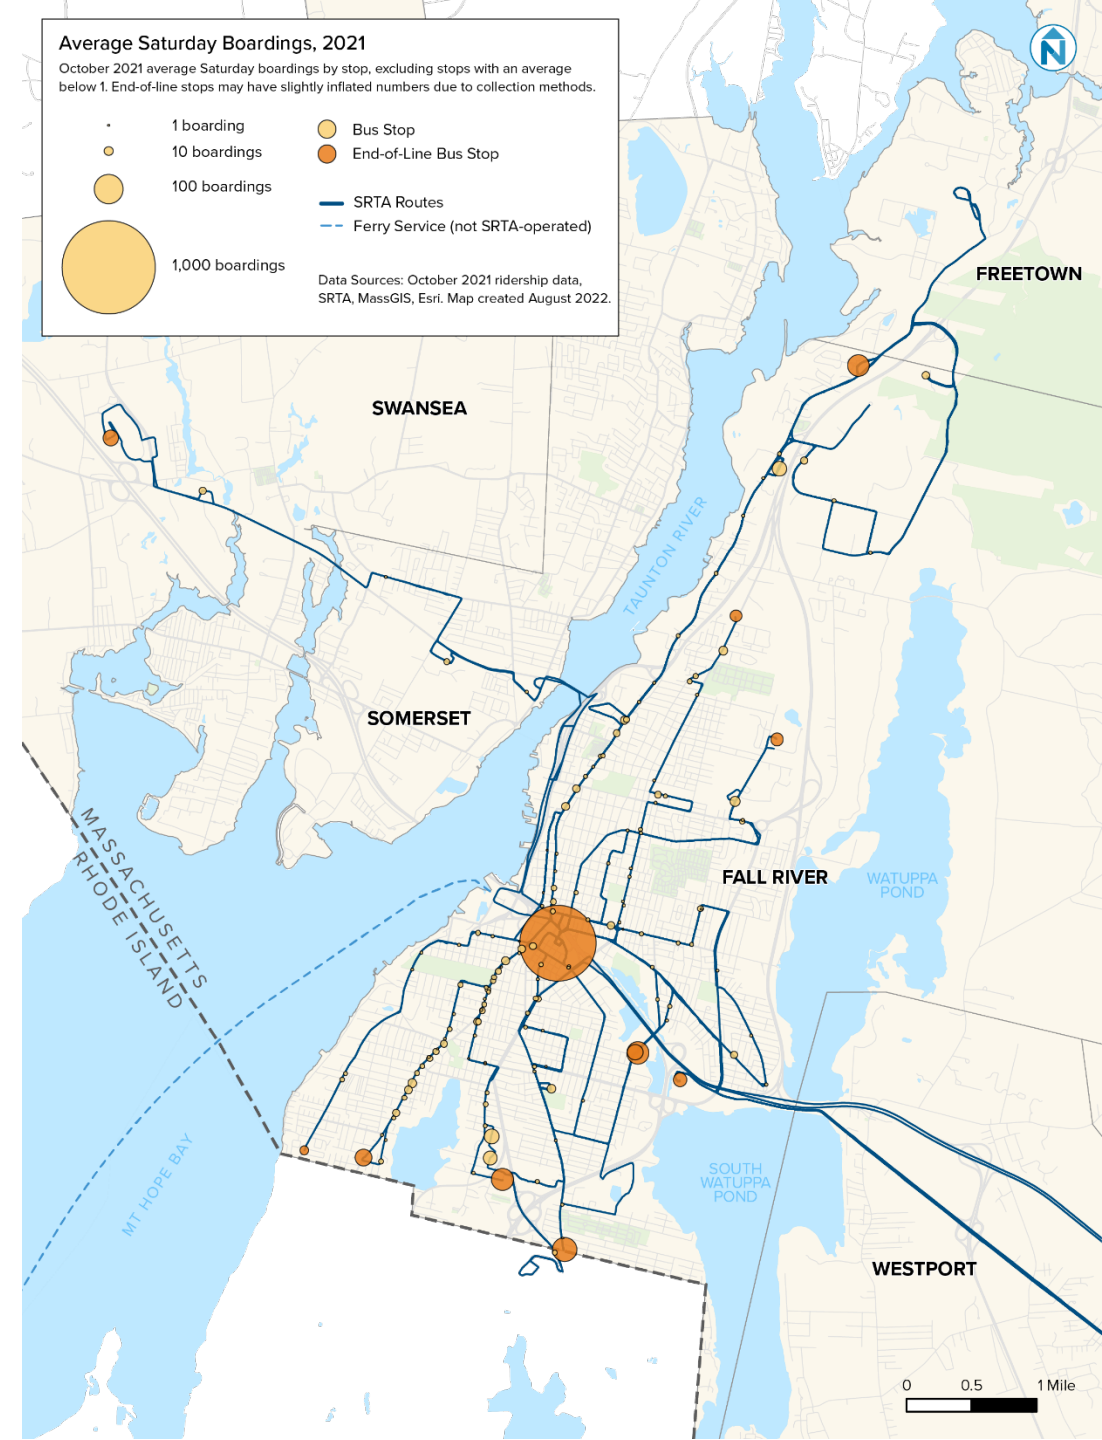 Average Saturday Boardings, 2021
October 2021 average Saturday boardings by stop, excluding stops with an average
below 1. End-of-line stops may have slightly inflated numbers due to collection methods.
1 boarding
10 boardings
100 boardings
1,000 boardings
Bus Stop
End-of-Line Bus Stop
SRTA Routes
Ferry Service (not SRTA-operated)
Data Sources: October 2021 ridership data,
SRTA, MassGIS, Esri. Map created August 2022.
N
FREETOWN
SWANSEA
TAUNTON RIVER
SOMERSET
MASSACHUSETTS
RHODE ISLAND
FALL RIVER
WATUPPA
POND
MT HOPE BAY
SOUTH
WATUPPA
POND
WESTPORT
0 0.5 1 Mile